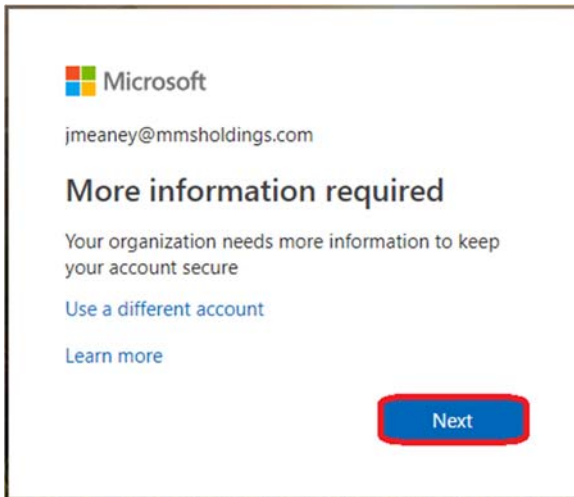 Microsoft
jmeaney@mmsholdings.com
More information required
Your organization needs more information to keep
your account secure
Use a different account
Learn more
Next